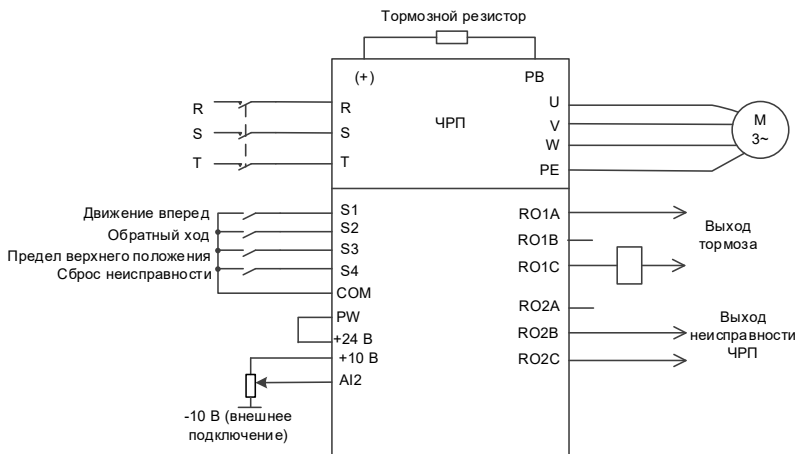 Тормозной резистор
(+)
PB
R
R
S
S
T
T
ЧРП
U
V
W
PE
M
3~
Движение вперед
S1
Обратный ход
S2
Предел верхнего положения
S3
Сброс неисправности
S4
COM
PW
+24 В
+10 В
AI2
-10 В (внешнее
подключение)
RO1A
RO1B
RO1C
Выход
тормоза
RO2A
RO2B
RO2C
Выход
неисправности
ЧРП